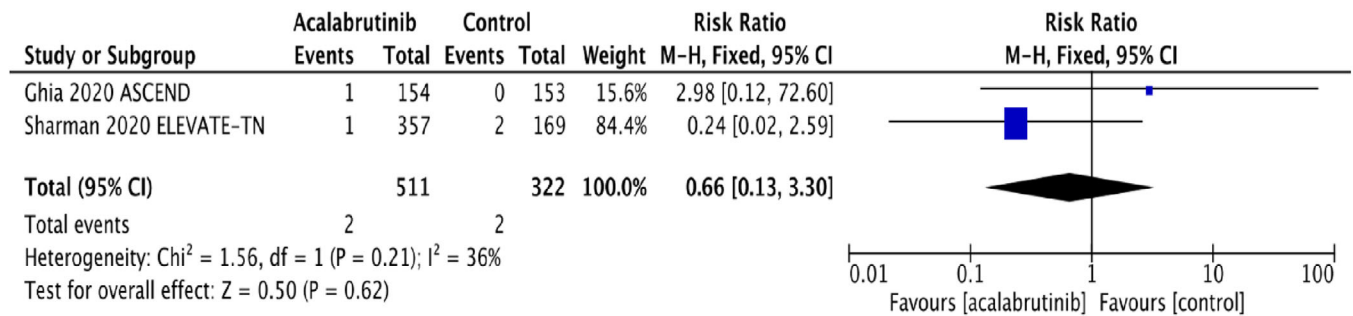 Acalabrutinib Control Risk Ratio Risk Ratio
Study or Subgroup Events Total Events Total Weight M-H, Fixed, 95% CI M-H, Fixed, 95% CI
Ghia 2020 ASCEND 1 154 0 153 15.6% 2.98 [0.12, 72.60]
Sharman 2020 ELEVATE-TN 1 357 2 169 84.4% 0.24 [0.02, 2.59]
Total (95% CI) 511 322 100.0% 0.66 [0.13, 3.30]
Total events 2 2
Heterogeneity: Chi² = 1.56, df = 1 (P = 0.21); I² = 36%
Test for overall effect: Z = 0.50 (P = 0.62)
0.01 0.1 1 10 100
Favours [acalabrutinib] Favours [control]